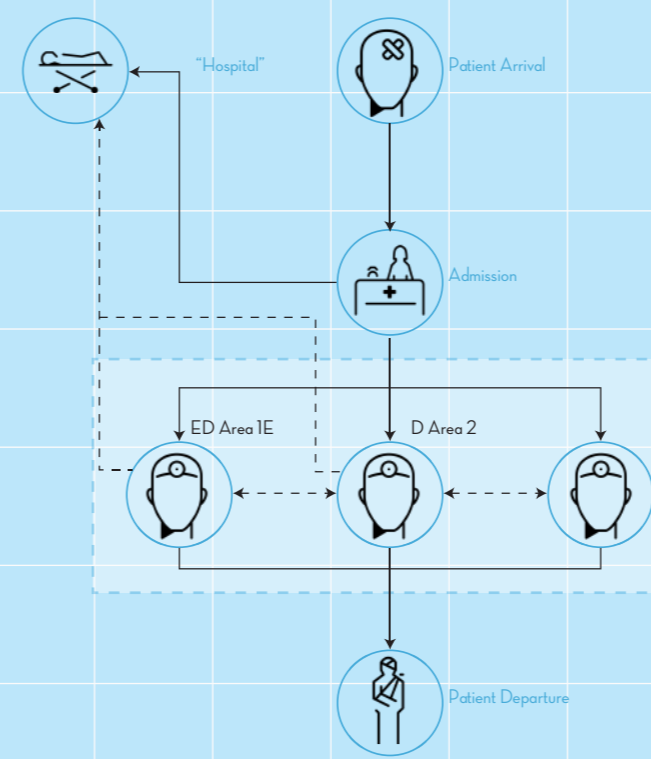 “Hospital”
Patient Arrival
Admission
ED Area 1E
D Area 2
Patient Departure